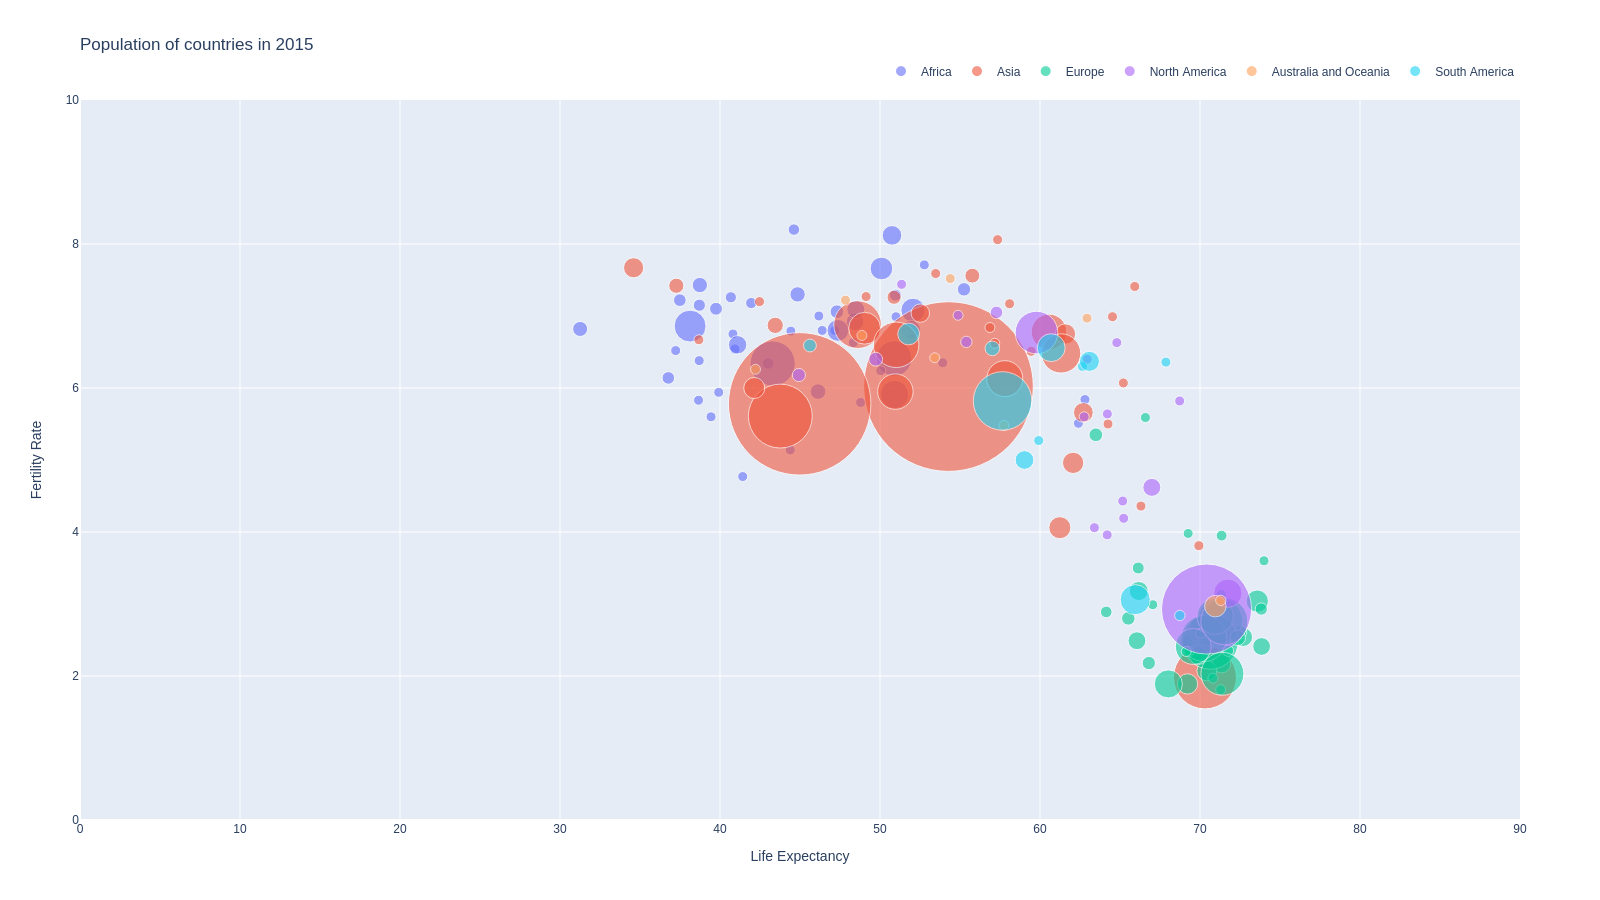 Population of countries in 2015
Africa Asia Europe North America Australia and Oceania South America
10
8
6
4
2
0
0 10 20 30 40 50 60 70 80 90
Fertility Rate
Life Expectancy